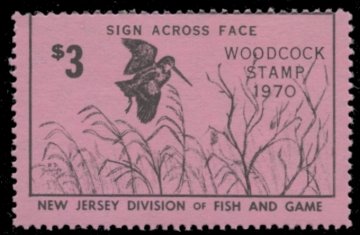 SIGN ACROSS FACE
$3
WOODCOCK
STAMP
1970
NEW JERSEY DIVISION OF FISH AND GAME